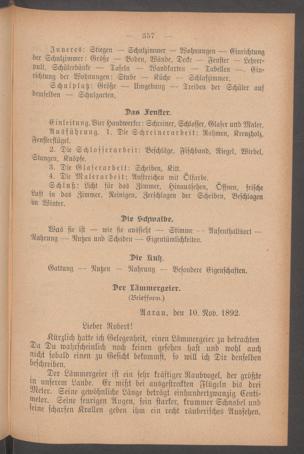 — 357 —
Inneres: Stiegen — Schulzimmer — Wohnungen — Einrichtung
der Schulzimmer: Größe — Boden, Wände, Decke — Fenster — Lehrer-
pult, Schülerbänke — Tafeln — Wandkarten — Tabellen —. Ein-
richtung der Wohnungen: Stube — Küche — Schlafzimmer.
Schulplatz: Größe — Umgebung — Treiben der Schüler auf
demselben — Schulgarten.
Das Fenster.
Einleitung. Vier Handwerker: Schreiner, Schlosser, Glaser und Maler.
Ausführung. 1. Die Schreinerarbeit: Rahmen, Kreuzholz,
Fensterflügel.
2. Die Schlosserarbeit: Beschläge, Fischband, Riegel, Wirbel,
Stangen, Knöpfe.
3. Die Glaserarbeit: Scheiben, Kitt.
4. Die Malerarbeit: Anstreichen mit Ölfarbe.
Schluß: Licht für das Zimmer, Hinaussehen, Öffnen, frische
Luft in das Zimmer. Reinigen, Zerschlagen der Scheiben, Beschlagen
im Winter.
Die Schwalbe.
Was sie ist — wie sie aussieht — Stimme — Aufenthaltsort —
Nahrung — Nutzen und Schaden — Eigentümlichkeiten.
Die Kuh.
Gattung — Nutzen — Nahrung — Besondere Eigenschaften.
Der Lämmergeier.
(Briefform.)
Aarau, den 10. Nov. 1892.
Lieber Robert!
Kürzlich hatte ich Gelegenheit, einen Lämmergeier zu betrachten
Da Du wahrscheinlich noch keinen gesehen hast und wohl auch
nicht sobald einen zu Gesicht bekommst, so will ich Dir denselben
beschreiben.
Der Lämmergeier ist ein sehr kräftiger Raubvogel, der größte
in unserem Lande. Er mißt bei ausgestreckten Flügeln bis drei
Meter. Seine gewöhnliche Länge beträgt einhundertzwanzig Centi-
meter. Seine feurigen Augen, sein starker, krummer Schnabel und
seine scharfen Krallen geben ihm ein recht räuberisches Aussehen.